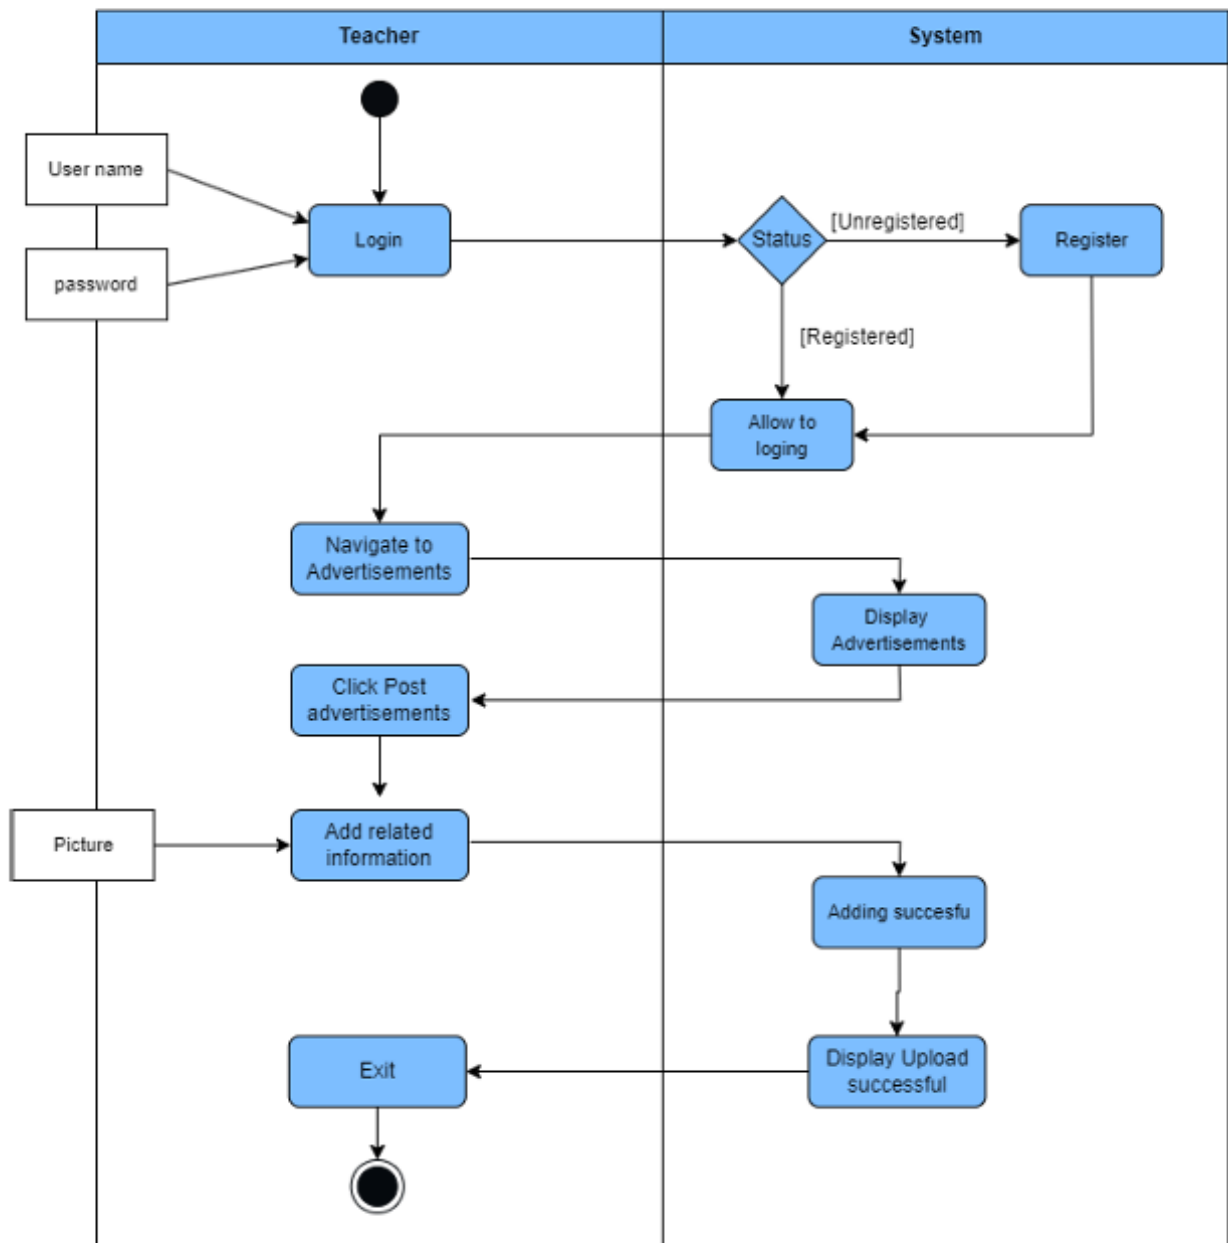 Teacher
System
User name
password
Login
Status
[Unregistered]
Register
[Registered]
Allow to
loging
Navigate to
Advertisements
Display
Advertisements
Click Post
advertisements
Picture
Add related
information
Adding succesfu
Display Upload
successful
Exit